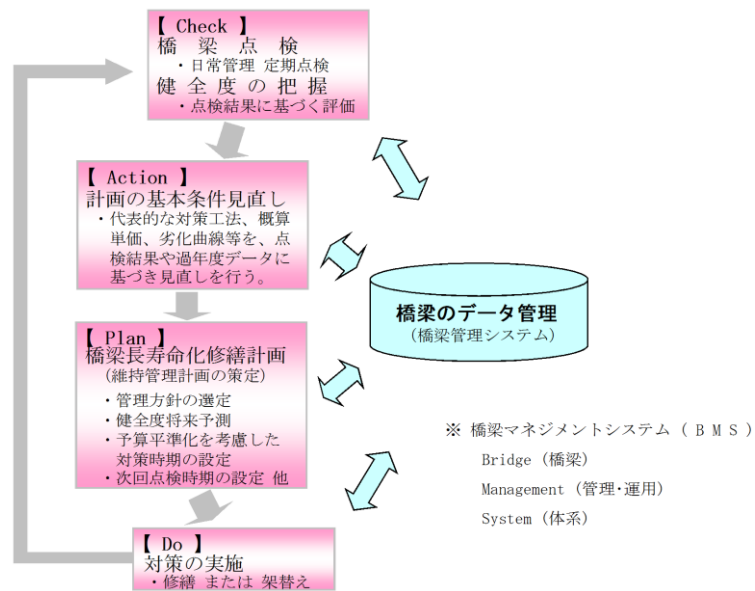 【 Check 】
橋 梁 点 検
・日常管理 定期点検
健 全 度 の 把 握
・点検結果に基づく評価
【 Action 】
計画の基本条件見直し
・代表的な対策工法、概算
単価、劣化曲線等を、点
検結果や過年度データに
基づき見直しを行う。
【 Plan 】
橋梁長寿命化修繕計画
(維持管理計画の策定)
・管理方針の選定
・健全度将来予測
・予算平準化を考慮した
対策時期の設定
・次回点検時期の設定 他
【 Do 】
対策の実施
・修繕 または 架替え
橋梁のデータ管理
(橋梁管理システム)
※ 橋梁マネジメントシステム ( B M S )
Bridge (橋梁)
Management (管理・運用)
System (体系)